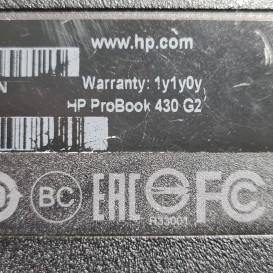 www.hp.com
N
Warranty: 1y1y0y
HP ProBook 430 G2
BC EAC FC
R33001